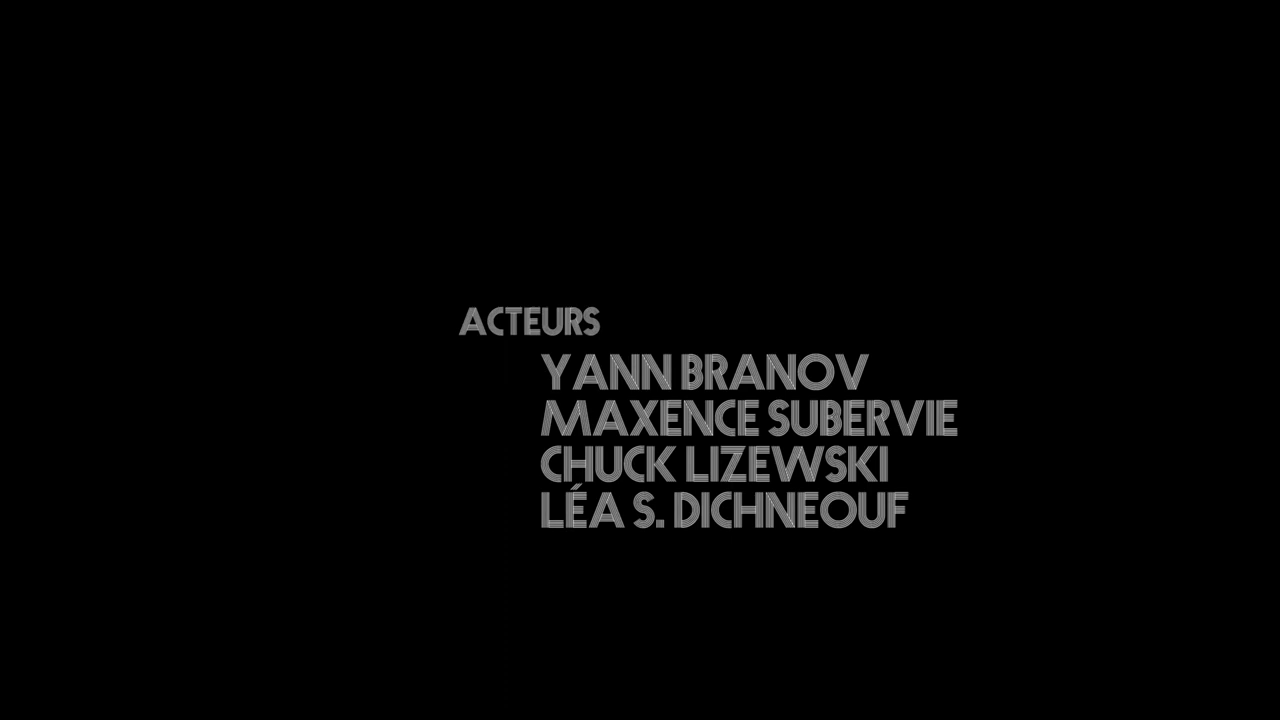 ACTEURS
YANN BRANOV
MAXENCE SUBERVIE
CHUCK LIZEWSKI
LÉA S. DICHNEOUF